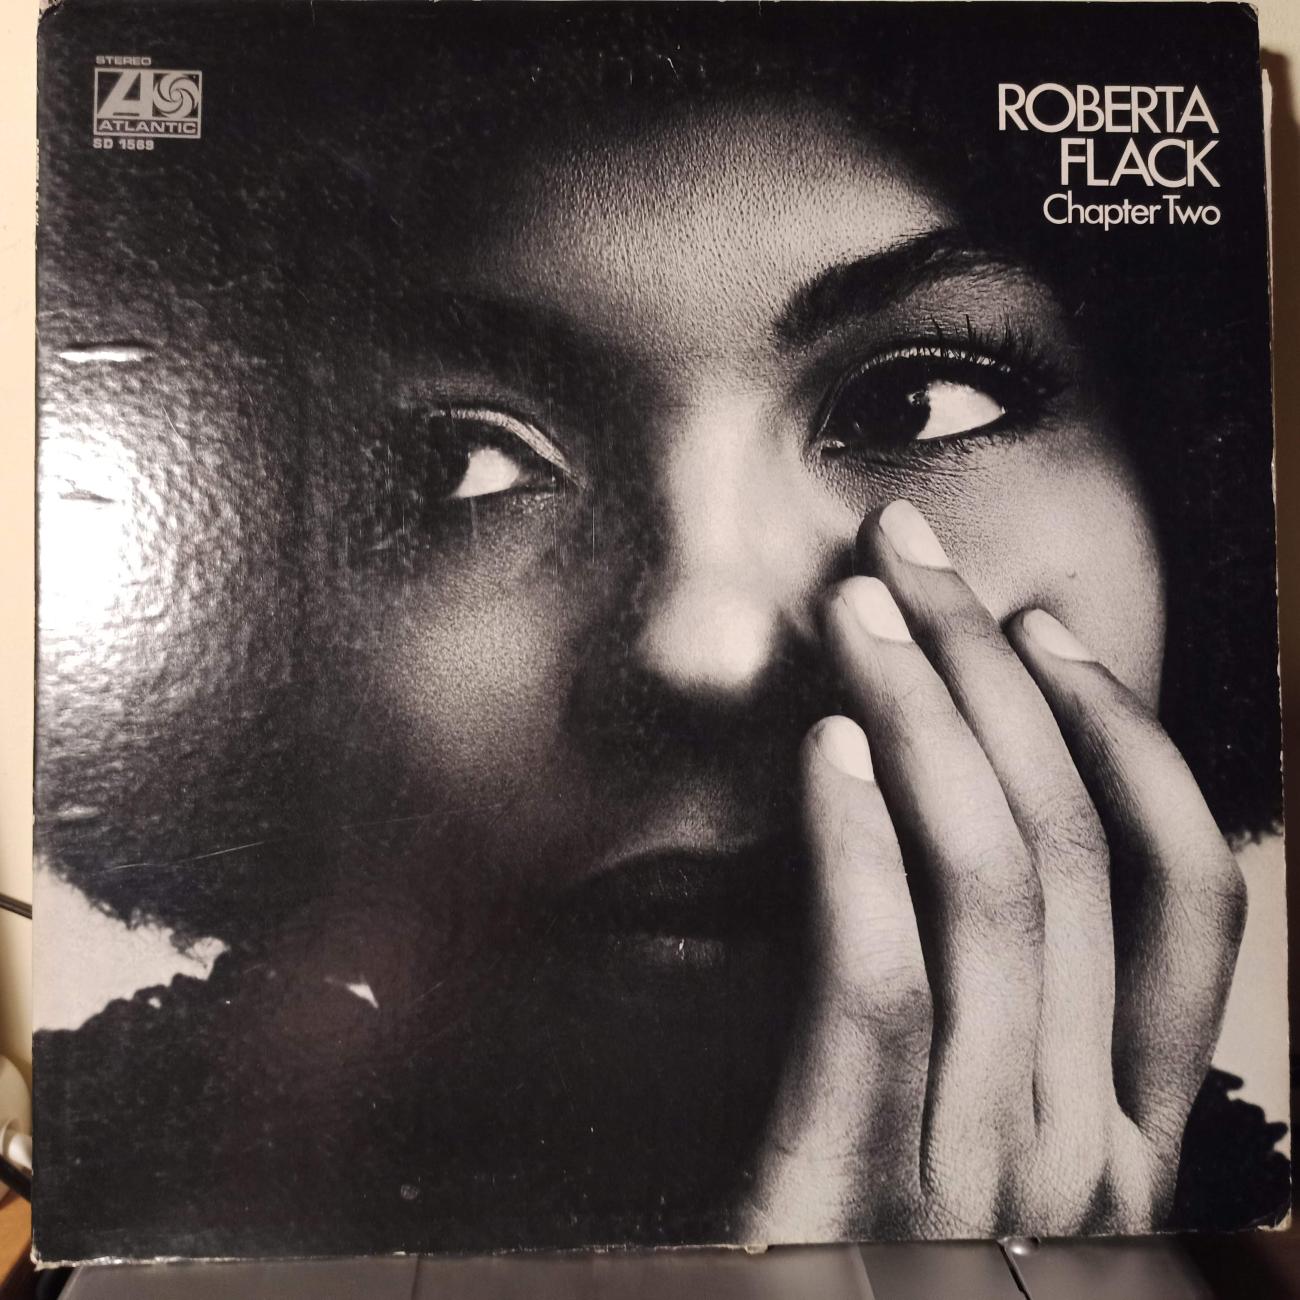 STEREO
ATLANTIC
SD 1569
ROBERTA
FLACK
Chapter Two